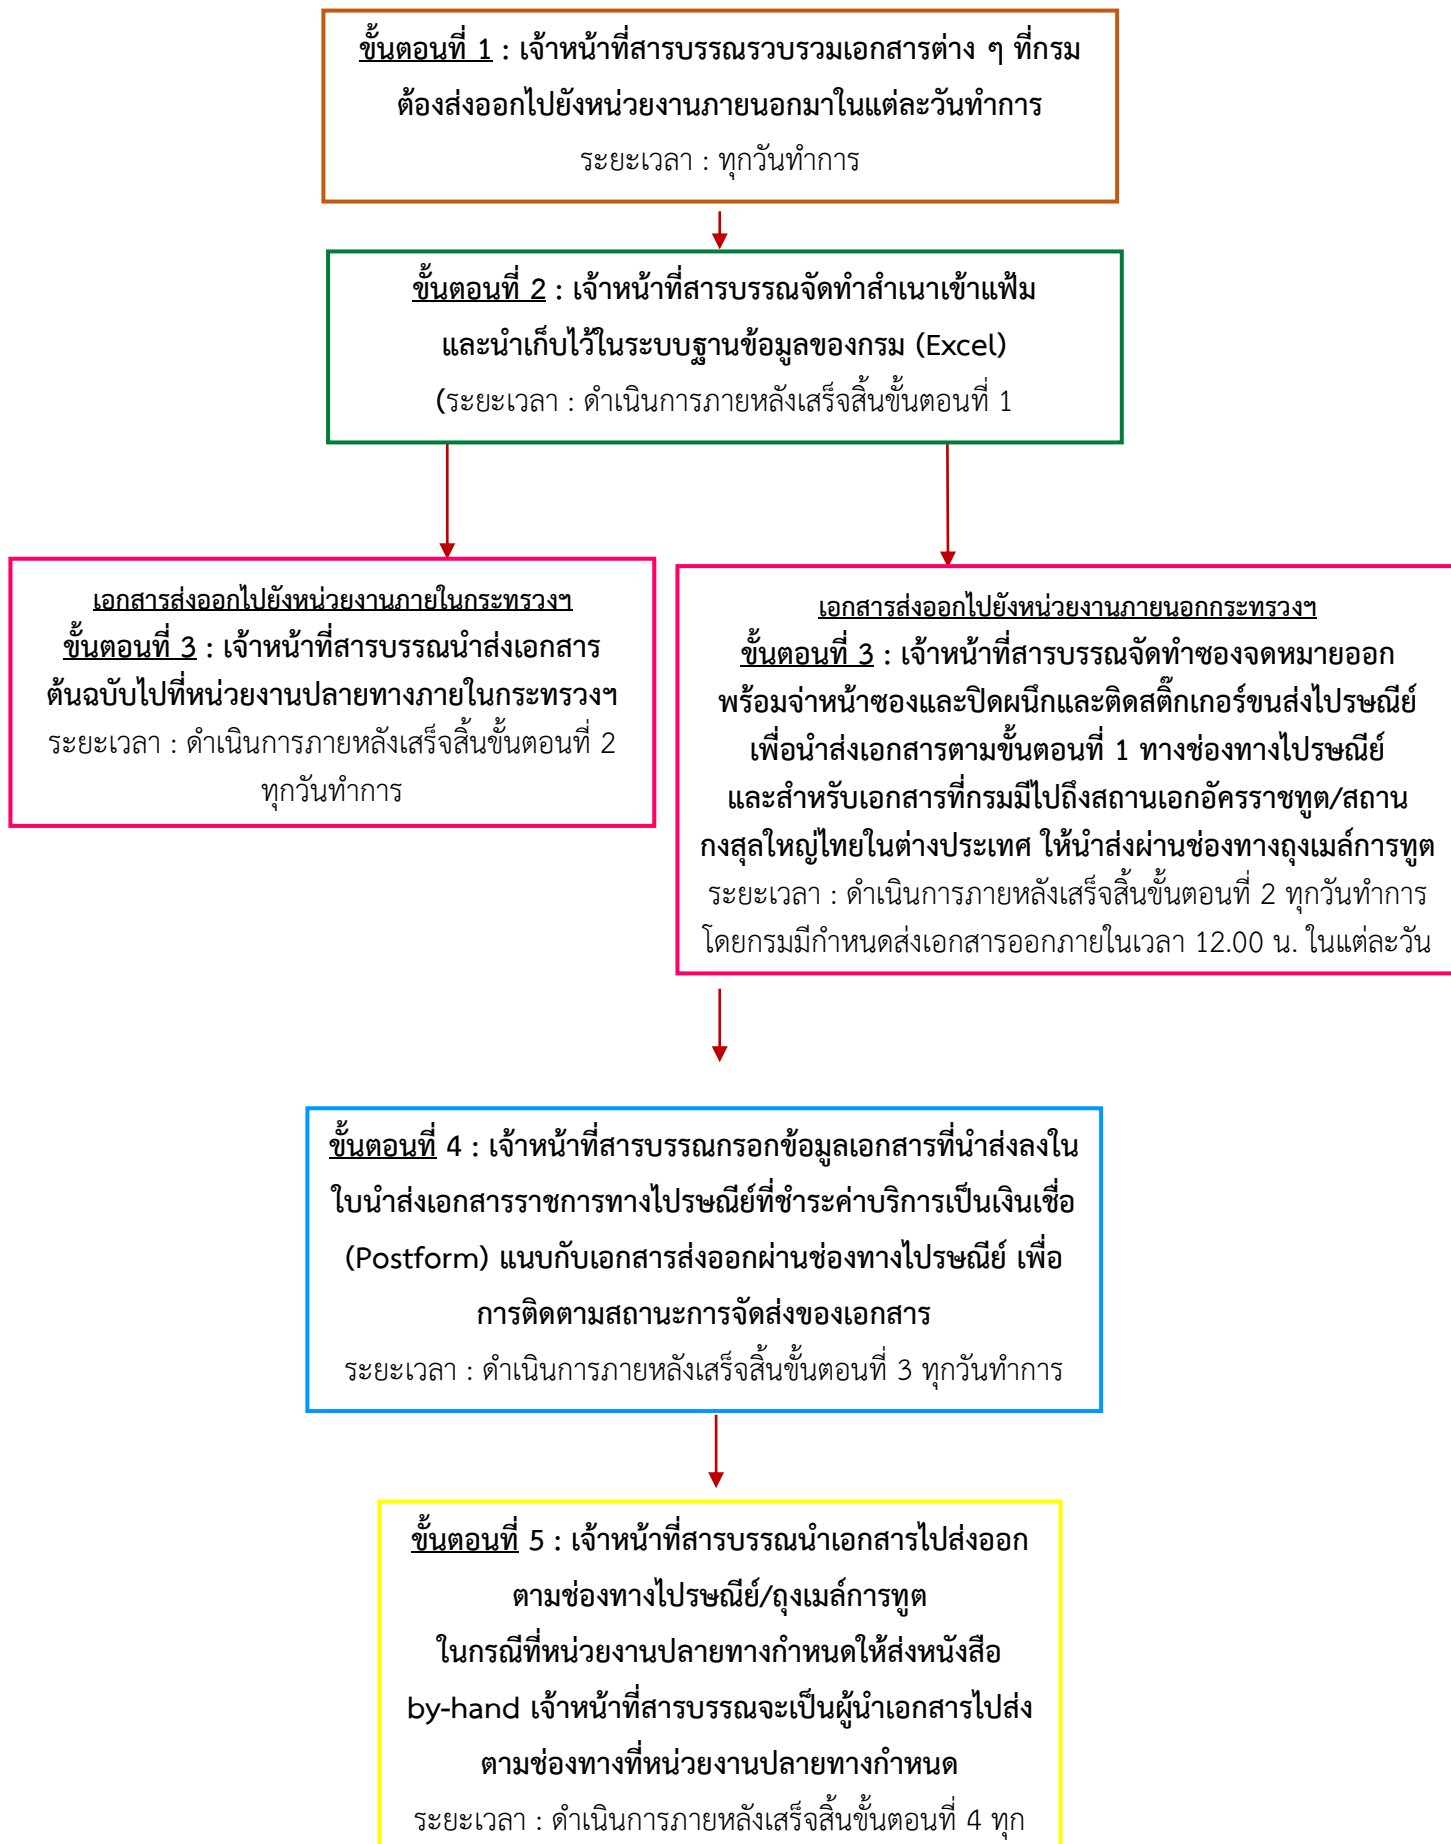 ขั้นตอนที่ 1 : เจ้าหน้าที่สารบรรณรวบรวมเอกสารต่าง ๆ ที่กรม
ต้องส่งออกไปยังหน่วยงานภายนอกมาในแต่ละวันทำการ
ระยะเวลา : ทุกวันทำการ
ขั้นตอนที่ 2 : เจ้าหน้าที่สารบรรณจัดทำสำเนาเข้าแฟ้ม
และนำเก็บไว้ในระบบฐานข้อมูลของกรม (Excel)
(ระยะเวลา : ดำเนินการภายหลังเสร็จสิ้นขั้นตอนที่ 1
เอกสารส่งออกไปยังหน่วยงานภายในกระทรวงฯ
ขั้นตอนที่ 3 : เจ้าหน้าที่สารบรรณนำส่งเอกสาร
ต้นฉบับไปที่หน่วยงานปลายทางภายในกระทรวงฯ
ระยะเวลา : ดำเนินการภายหลังเสร็จสิ้นขั้นตอนที่ 2
ทุกวันทำการ
เอกสารส่งออกไปยังหน่วยงานภายนอกกระทรวงฯ
ขั้นตอนที่ 3 : เจ้าหน้าที่สารบรรณจัดทำซองจดหมายออก
พร้อมจ่าหน้าซองและปิดผนึกและติดสติ๊กเกอร์ขนส่งไปรษณีย์
เพื่อนำส่งเอกสารตามขั้นตอนที่ 1 ทางช่องทางไปรษณีย์
และสำหรับเอกสารที่กรมมีไปถึงสถานเอกอัครราชทูต/สถาน
กงสุลใหญ่ไทยในต่างประเทศ ให้นำส่งผ่านช่องทางถุงเมล์การทูต
ระยะเวลา : ดำเนินการภายหลังเสร็จสิ้นขั้นตอนที่ 2 ทุกวันทำการ
โดยกรมมีกำหนดส่งเอกสารออกภายในเวลา 12.00 น. ในแต่ละวัน
ขั้นตอนที่ 4 : เจ้าหน้าที่สารบรรณกรอกข้อมูลเอกสารที่นำส่งลงใน
ใบนำส่งเอกสารราชการทางไปรษณีย์ที่ชำระค่าบริการเป็นเงินเชื่อ
(Postform) แนบกับเอกสารส่งออกผ่านช่องทางไปรษณีย์ เพื่อ
การติดตามสถานะการจัดส่งของเอกสาร
ระยะเวลา : ดำเนินการภายหลังเสร็จสิ้นขั้นตอนที่ 3 ทุกวันทำการ
ขั้นตอนที่ 5 : เจ้าหน้าที่สารบรรณนำเอกสารไปส่งออก
ตามช่องทางไปรษณีย์/ถุงเมล์การทูต
ในกรณีที่หน่วยงานปลายทางกำหนดให้ส่งหนังสือ
by-hand เจ้าหน้าที่สารบรรณจะเป็นผู้นำเอกสารไปส่ง
ตามช่องทางที่หน่วยงานปลายทางกำหนด
ระยะเวลา : ดำเนินการภายหลังเสร็จสิ้นขั้นตอนที่ 4 ทุก